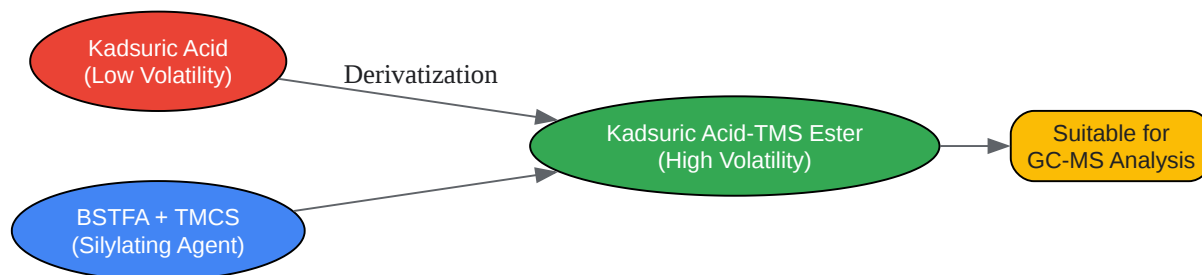 Kadsuric Acid
(Low Volatility)
Derivatization
BSTFA + TMCS
(Silylating Agent)
Kadsuric Acid-TMS Ester
(High Volatility)
Suitable for
GC-MS Analysis